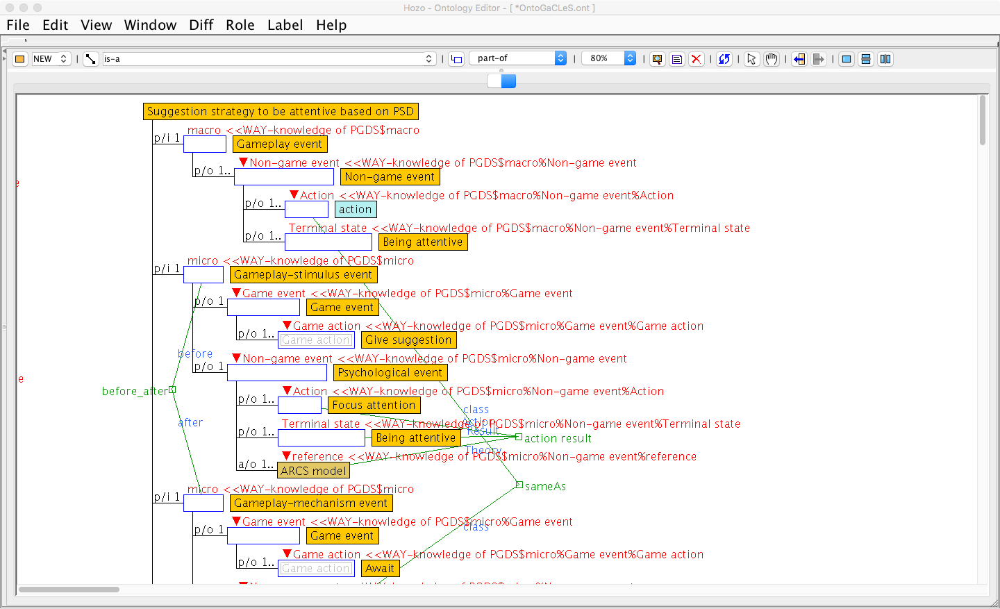 Hozo - Ontology Editor - [ *OntoGaCLeS.ont ]
File Edit View Window Diff Role Label Help
NEW is-a part-of 80%
Suggestion strategy to be attentive based on PSD
macro <<WAY-knowledge of PGDS$macro
p/i 1 Gameplay event
Non-game event <<WAY-knowledge of PGDS$macro%Non-game event
p/o 1.. Non-game event
e
Action <<WAY-knowledge of PGDS$macro%Non-game event%Action
p/o 1.. action
Terminal state <<WAY-knowledge of PGDS$macro%Non-game event%Terminal state
p/o 1.. Being attentive
micro <<WAY-knowledge of PGDS$micro
p/i 1 Gameplay-stimulus event
Game event <<WAY-knowledge of PGDS$micro%Game event
p/o 1 Game event
Game action <<WAY-knowledge of PGDS$micro%Game event%Game action
p/o 1.. Game action Give suggestion
before
Non-game event <<WAY-knowledge of PGDS$micro%Non-game event
p/o 1 Psychological event
e
before_after
Action <<WAY-knowledge of PGDS$micro%Non-game event%Action
p/o 1.. Focus attention
class
after
Action
Terminal state <<WAY-knowledge of PGDS$micro%Non-game event%Terminal state
Result
p/o 1.. Being attentive
action result
Theory
reference <<WAY-knowledge of PGDS$micro%Non-game event%reference
a/o 1.. ARCS model
sameAs
micro <<WAY-knowledge of PGDS$micro
p/i 1 Gameplay-mechanism event
Game event <<WAY-knowledge of PGDS$micro%Game event
class
p/o 1 Game event
Game action <<WAY-knowledge of PGDS$micro%Game event%Game action
p/o 1.. Game action Await